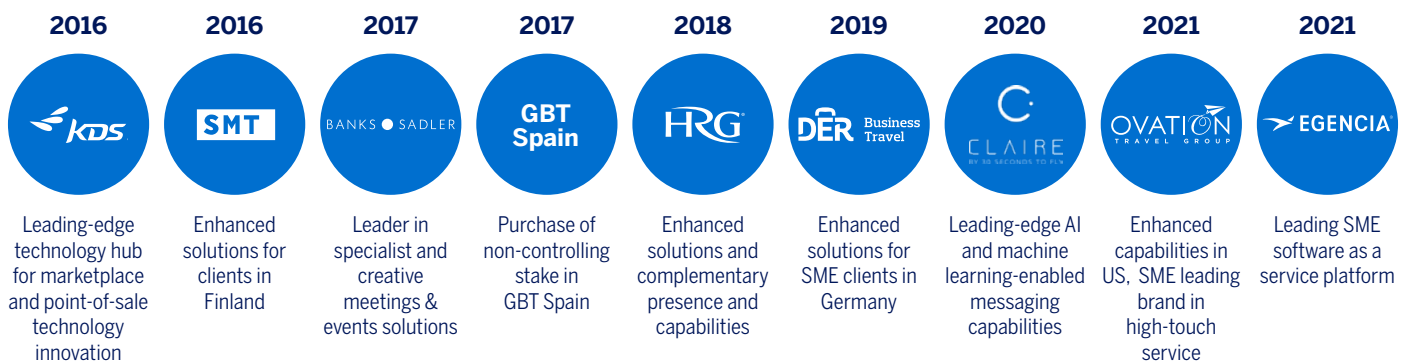 2016
KDS
Leading-edge
technology hub
for marketplace
and point-of-sale
technology
innovation
2016
SMT
Enhanced
solutions for
clients in
Finland
2017
BANKS SADLER
Leader in
specialist and
creative
meetings &
events solutions
2017
GBT
Spain
Purchase of
non-controlling
stake in
GBT Spain
2018
HRG®
Enhanced
solutions and
complementary
presence and
capabilities
2019
DER Business
Travel
Enhanced
solutions for
SME clients in
Germany
2020
CLAIRE
BY 30 SECONDS TO FLY
Leading-edge AI
and machine
learning-enabled
messaging
capabilities
2021
OVATION
TRAVEL GROUP
Enhanced
capabilities in
US, SME leading
brand in
high-touch
service
2021
EGENCIA
Leading SME
software as a
service platform